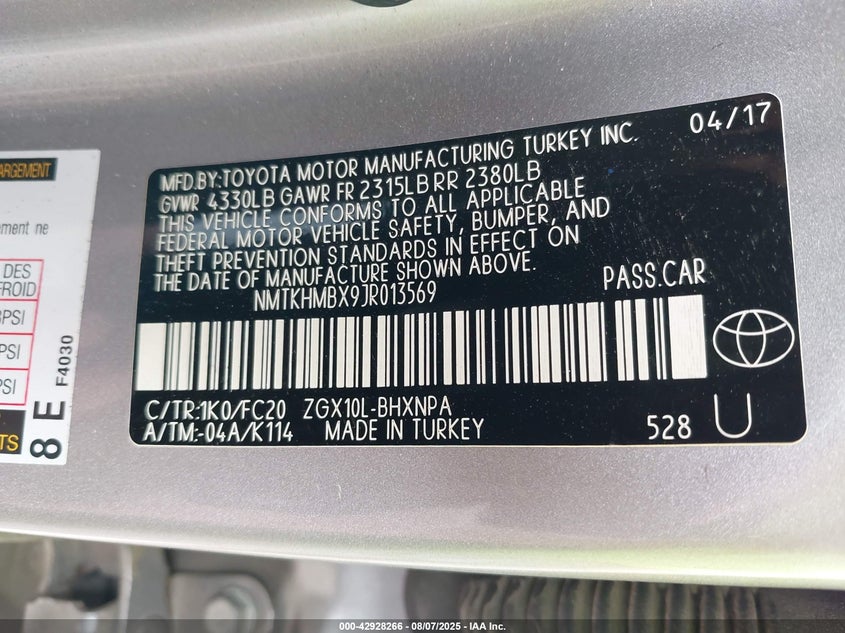 ARGEMENT
ement ne
DES
FROID
PSI
PSI
PSI
TS
8 E
F4030
04/17
MFD.BY:TOYOTA MOTOR MANUFACTURING TURKEY INC.
GVWR 4330LB GAWR FR 2315LB RR 2380LB
THIS VEHICLE CONFORMS TO ALL APPLICABLE
FEDERAL MOTOR VEHICLE SAFETY, BUMPER, AND
THEFT PREVENTION STANDARDS IN EFFECT ON
THE DATE OF MANUFACTURE SHOWN ABOVE.
NMTKHMBX9JR013569
PASS.CAR
C/TR:1K0/FC20 ZGX10L-BHXNPA
A/TM:-04A/K114 MADE IN TURKEY
528 U
000-42928266 - 08/07/2025 - IAA Inc.